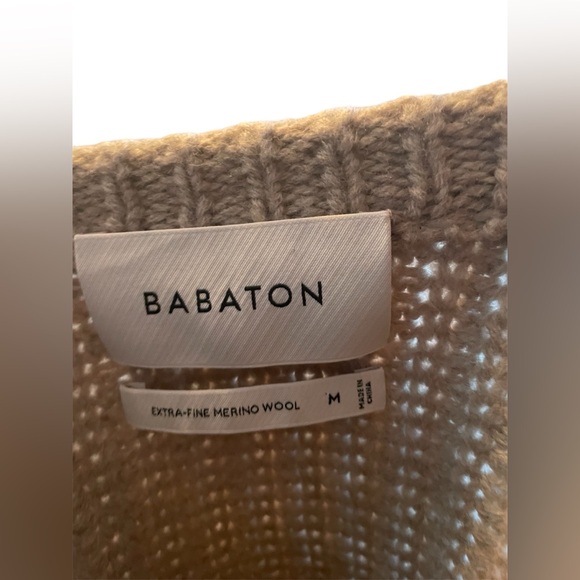 BABATON
EXTRA-FINE MERINO WOOL M
MADE IN
CHINA